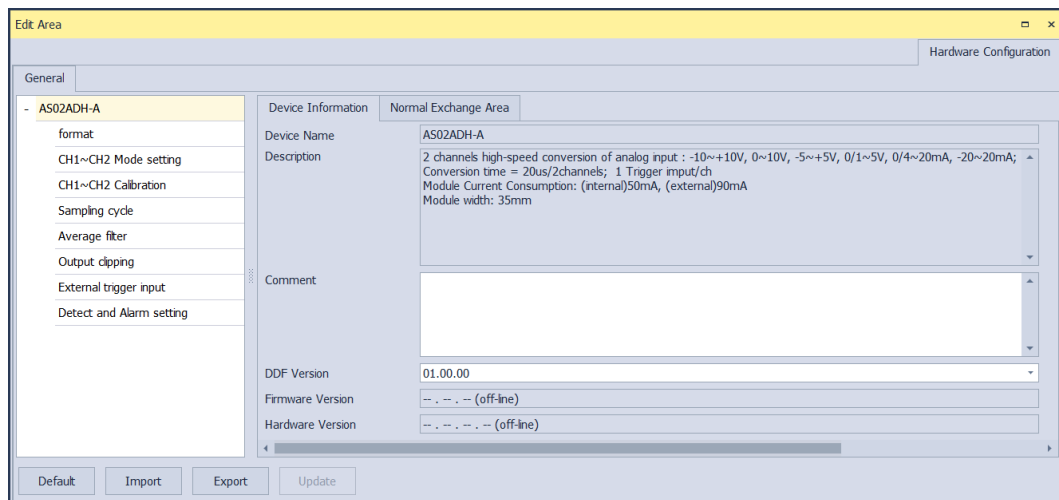 Edit Area
Hardware Configuration
General
- AS02ADH-A
format
CH1~CH2 Mode setting
CH1~CH2 Calibration
Sampling cycle
Average filter
Output clipping
External trigger input
Detect and Alarm setting
Device Information Normal Exchange Area
Device Name AS02ADH-A
Description 2 channels high-speed conversion of analog input : -10~+10V, 0~10V, -5~+5V, 0/1~5V, 0/4~20mA, -20~20mA;
Conversion time = 20us/2channels; 1 Trigger imput/ch
Module Current Consumption: (internal)50mA, (external)90mA
Module width: 35mm
Comment
DDF Version 01.00.00
Firmware Version -- . -- . -- (off-line)
Hardware Version -- . -- . -- . -- (off-line)
Default Import Export Update